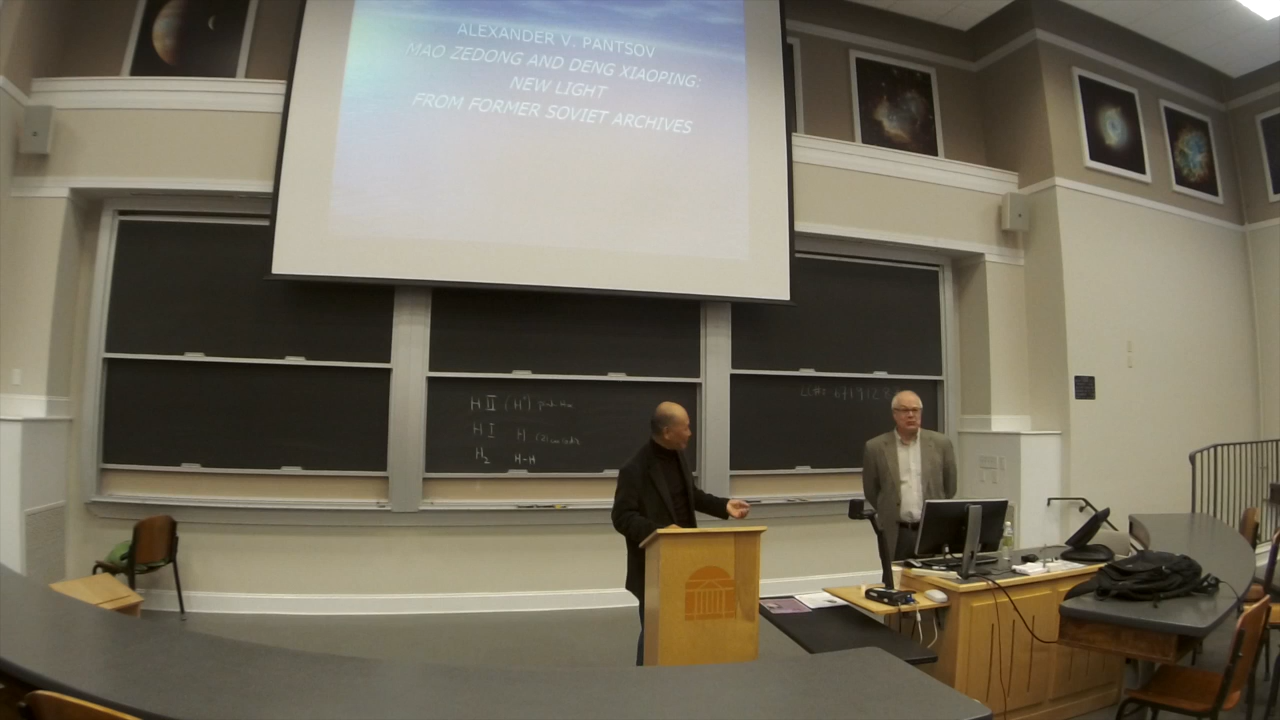 ALEXANDER V. PANTSOV
MAO ZEDONG AND DENG XIAOPING:
NEW LIGHT
FROM FORMER SOVIET ARCHIVES
H II (H⁺)
H I H
H₂ H-H